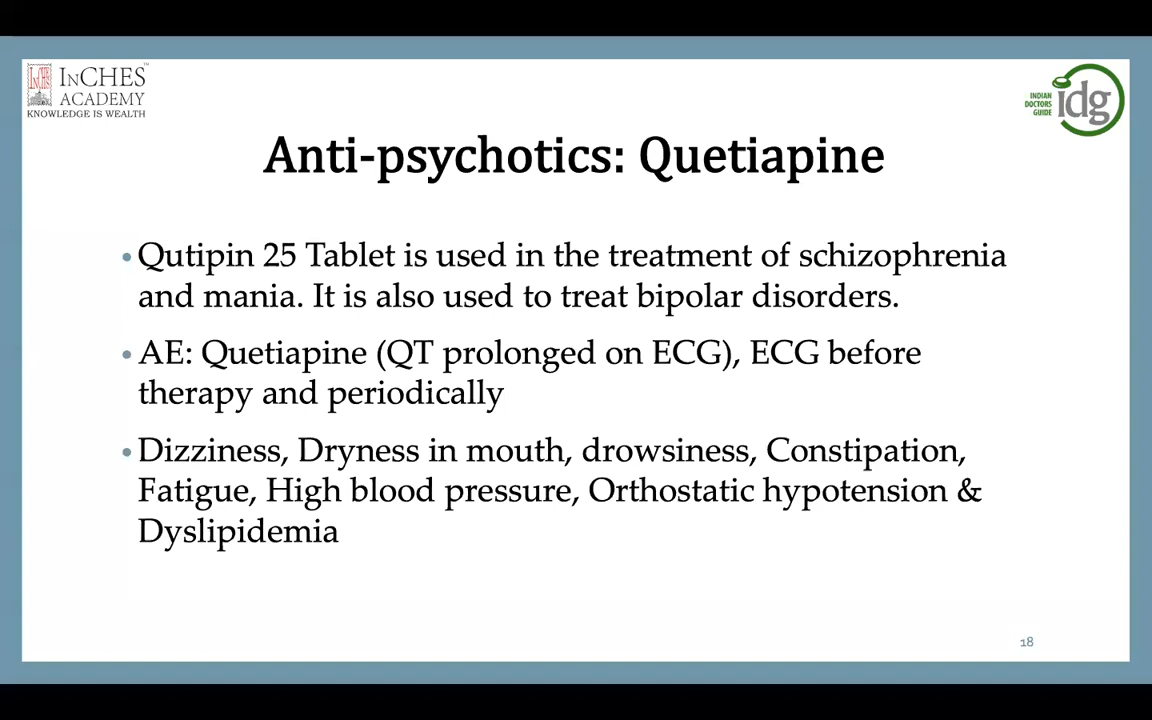 INCHES
ACADEMY
KNOWLEDGE IS WEALTH
INDIAN
DOCTORS
GUIDE
idg
Anti-psychotics: Quetiapine
• Qutipin 25 Tablet is used in the treatment of schizophrenia
and mania. It is also used to treat bipolar disorders.
• AE: Quetiapine (QT prolonged on ECG), ECG before
therapy and periodically
• Dizziness, Dryness in mouth, drowsiness, Constipation,
Fatigue, High blood pressure, Orthostatic hypotension &
Dyslipidemia
18